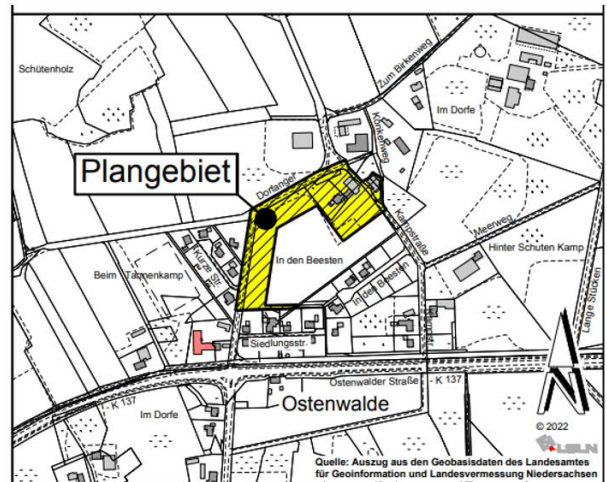 Schütenholz
Zum Birkenweg
Im Dorfe
Klönkenweg
Plangebiet
Dorfanger
Kampstraße
Meerweg
Hinter Schuten Kamp
In den Beesten
Kurze Str.
Beim Tannenkamp
In den Beesten
Lange Stücken
Siedlungsstr.
K 137
Ostenwalder Straße - K 137
Im Dorfe
Ostenwalde
© 2022
LGLN
Quelle: Auszug aus den Geobasisdaten des Landesamtes
für Geoinformation und Landesvermessung Niedersachsen